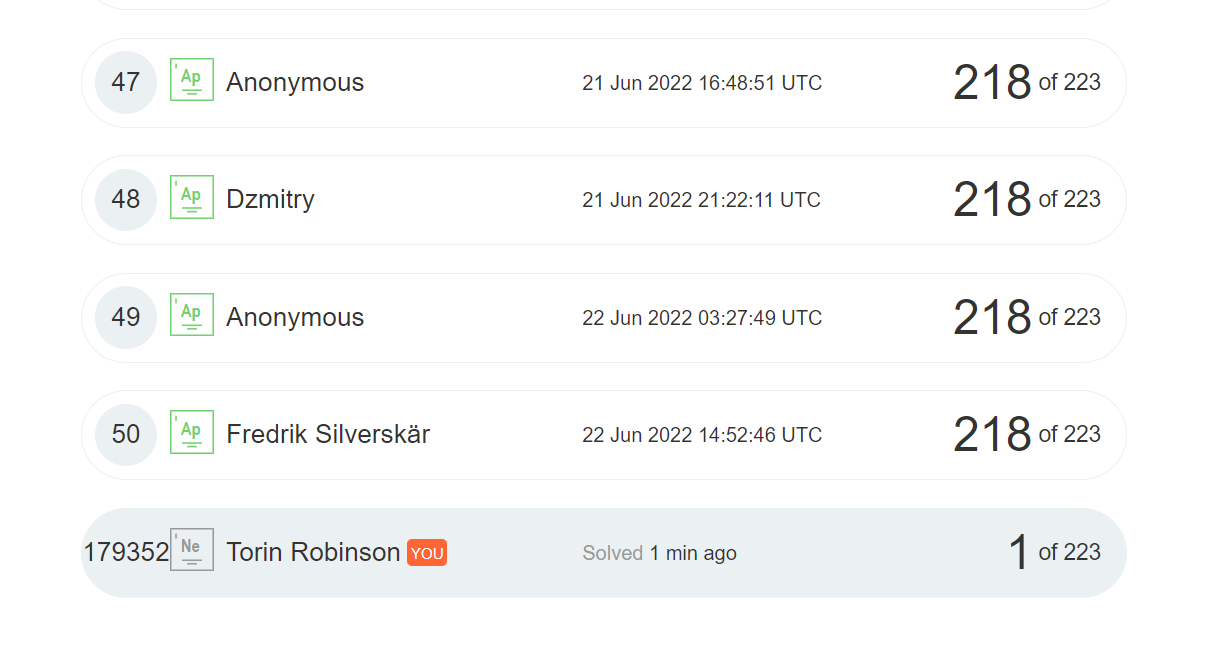 47 Ap Anonymous 21 Jun 2022 16:48:51 UTC 218 of 223
48 Ap Dzmitry 21 Jun 2022 21:22:11 UTC 218 of 223
49 Ap Anonymous 22 Jun 2022 03:27:49 UTC 218 of 223
50 Ap Fredrik Silverskär 22 Jun 2022 14:52:46 UTC 218 of 223
179352 Ne Torin Robinson YOU Solved 1 min ago 1 of 223